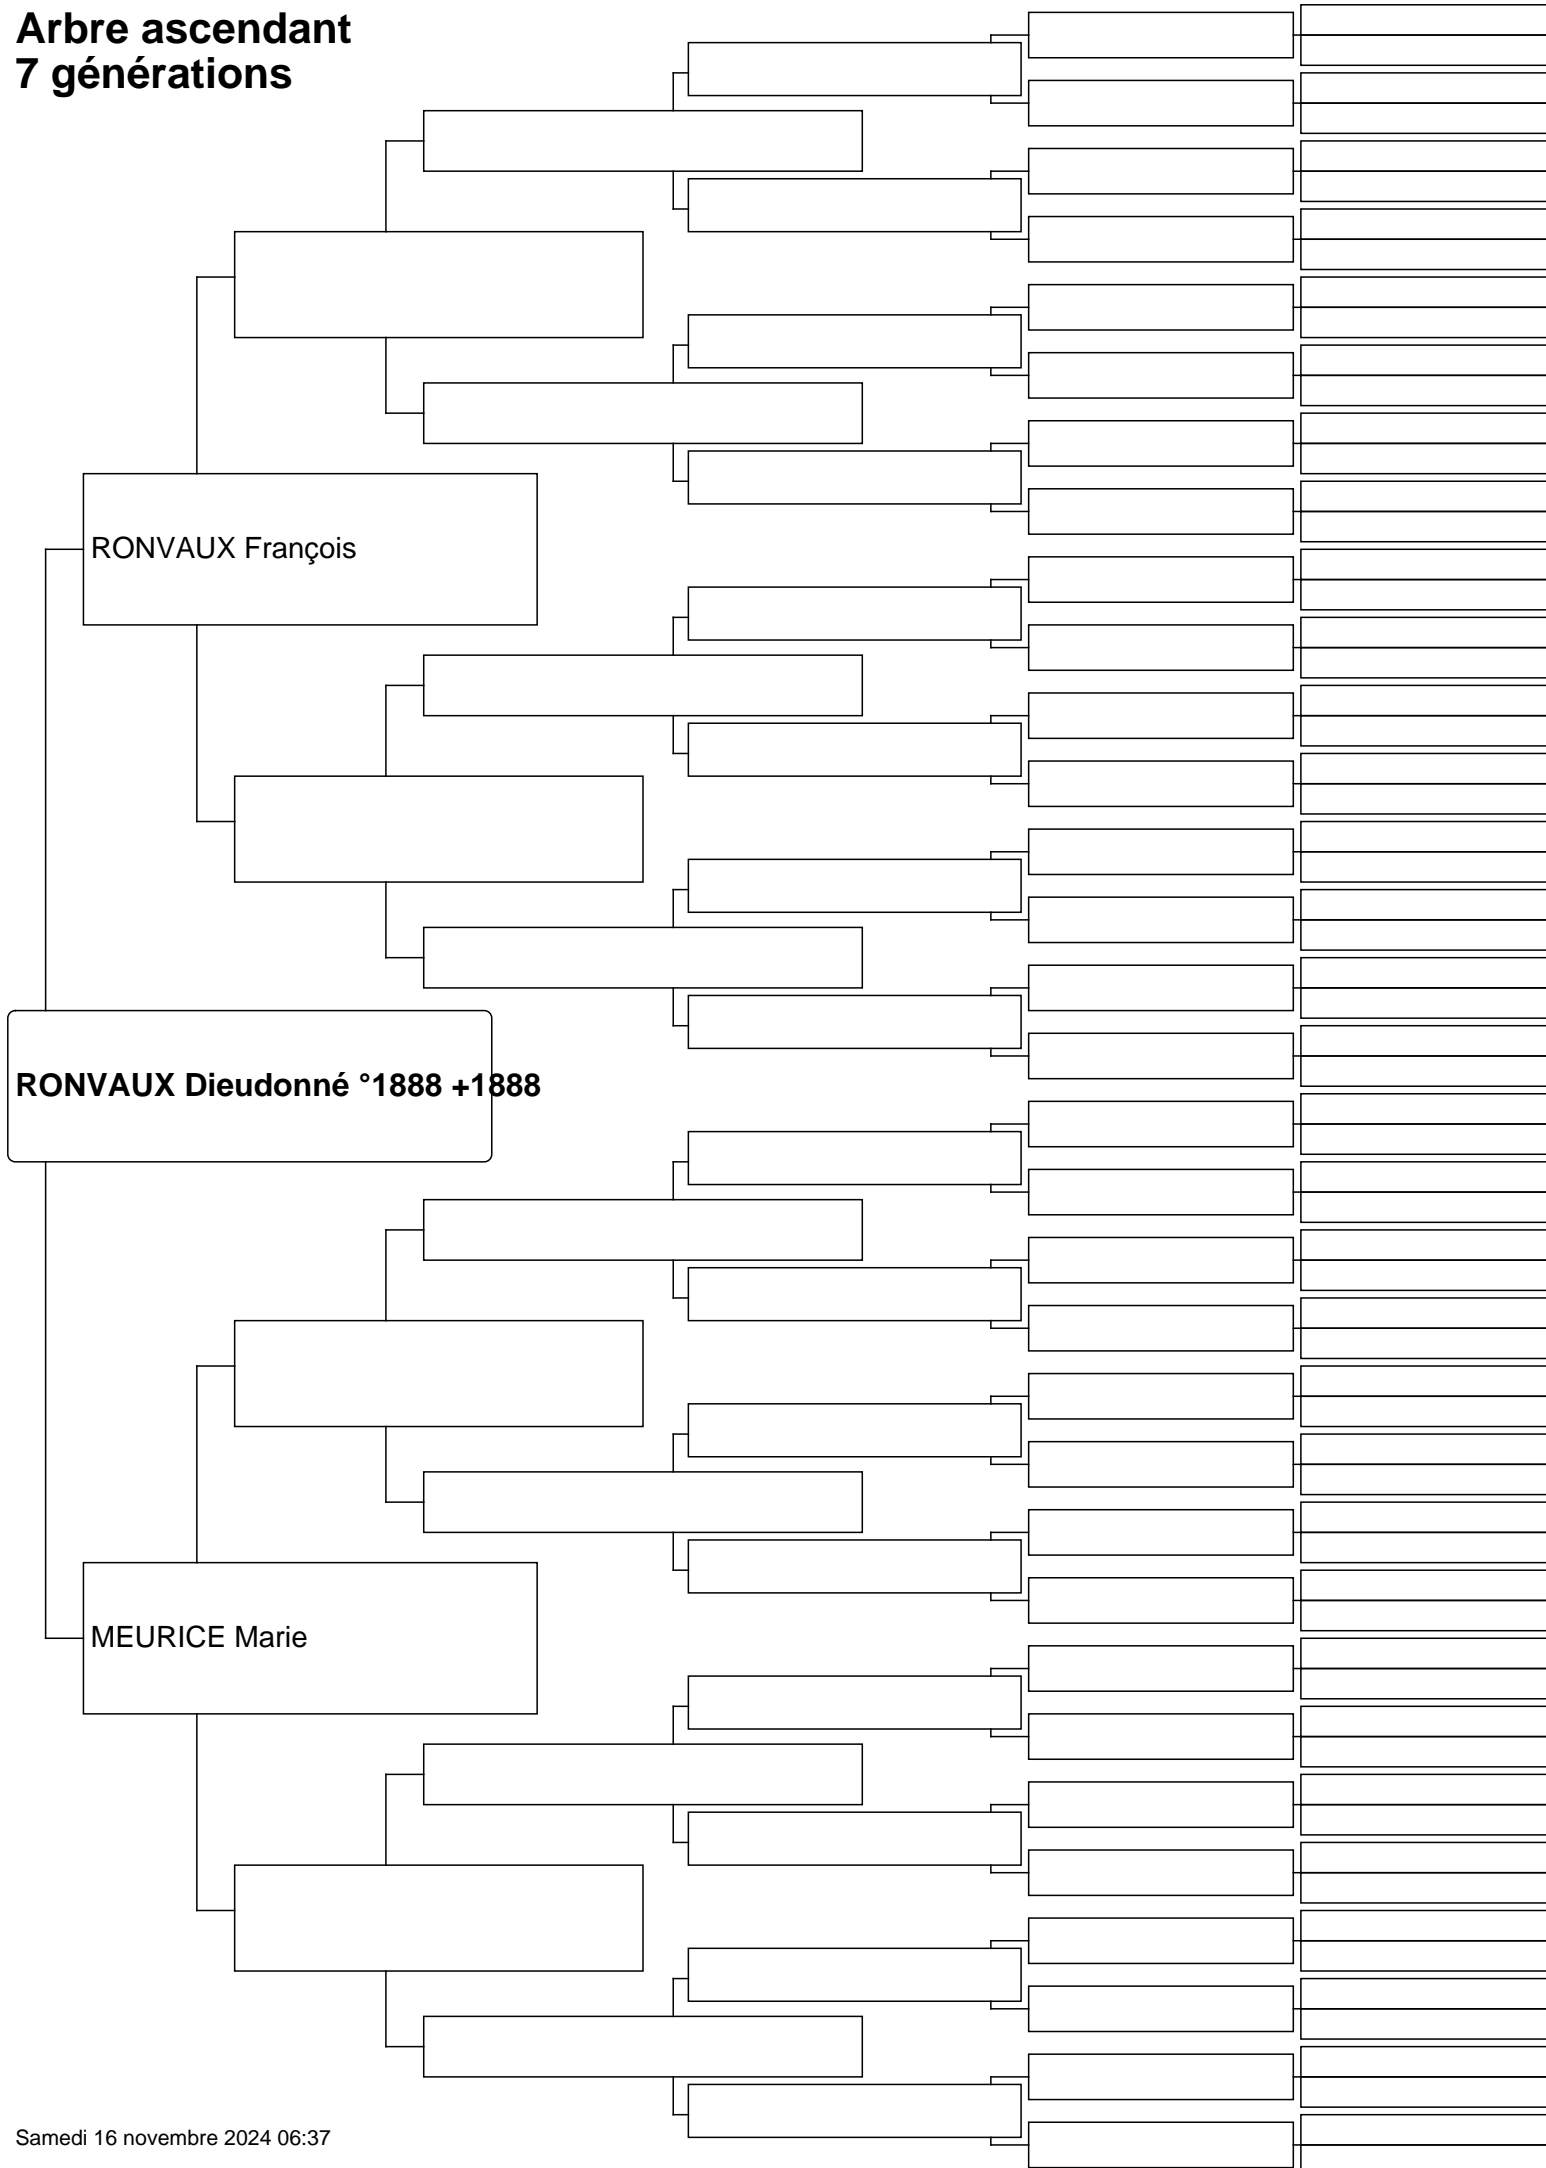 Arbre ascendant
7 générations
RONVAUX François
RONVAUX Dieudonné °1888 +1888
MEURICE Marie
Samedi 16 novembre 2024 06:37